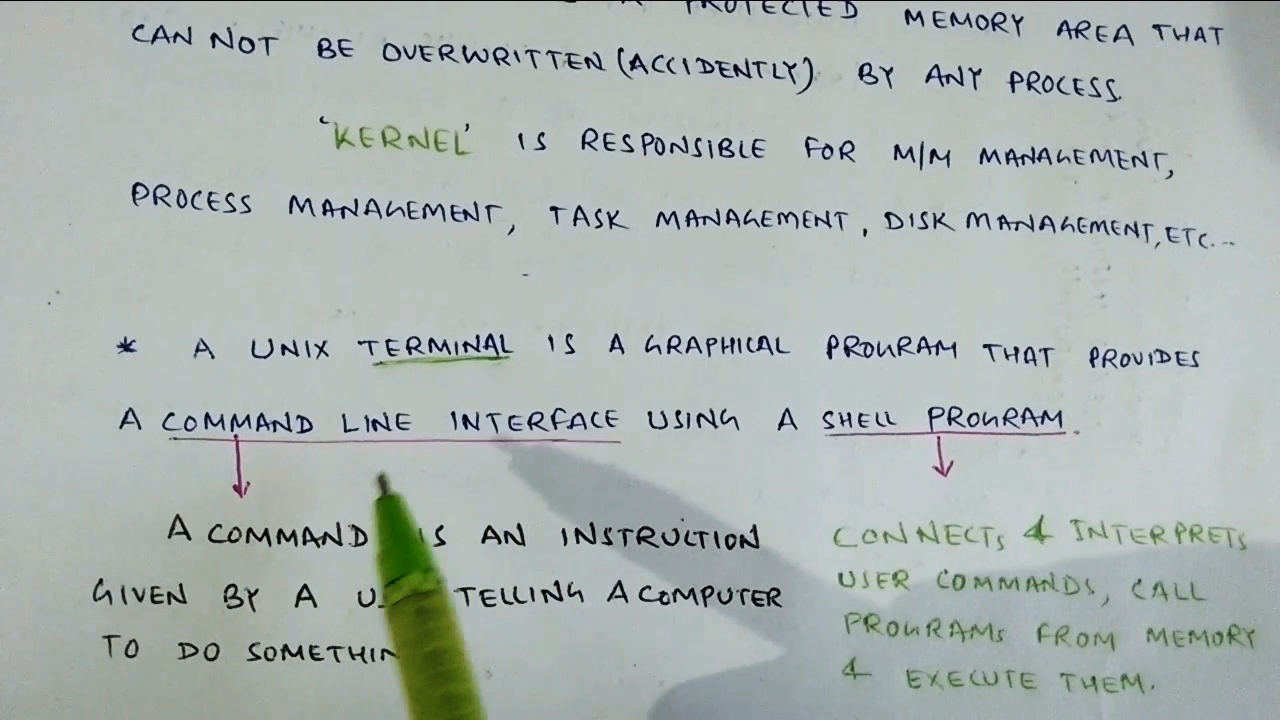 PROTECTED MEMORY AREA THAT
CAN NOT BE OVERWRITTEN (ACCIDENTLY) BY ANY PROCESS.
'KERNEL' IS RESPONSIBLE FOR M/M MANAGEMENT,
PROCESS MANAGEMENT, TASK MANAGEMENT, DISK MANAGEMENT, ETC...
* A UNIX TERMINAL IS A GRAPHICAL PROGRAM THAT PROVIDES
A COMMAND LINE INTERFACE USING A SHELL PROGRAM.
A COMMAND IS AN INSTRUCTION
GIVEN BY A U TELLING A COMPUTER
TO DO SOMETHIN
CONNECTS & INTERPRETS
USER COMMANDS, CALL
PROGRAMS FROM MEMORY
& EXECUTE THEM.